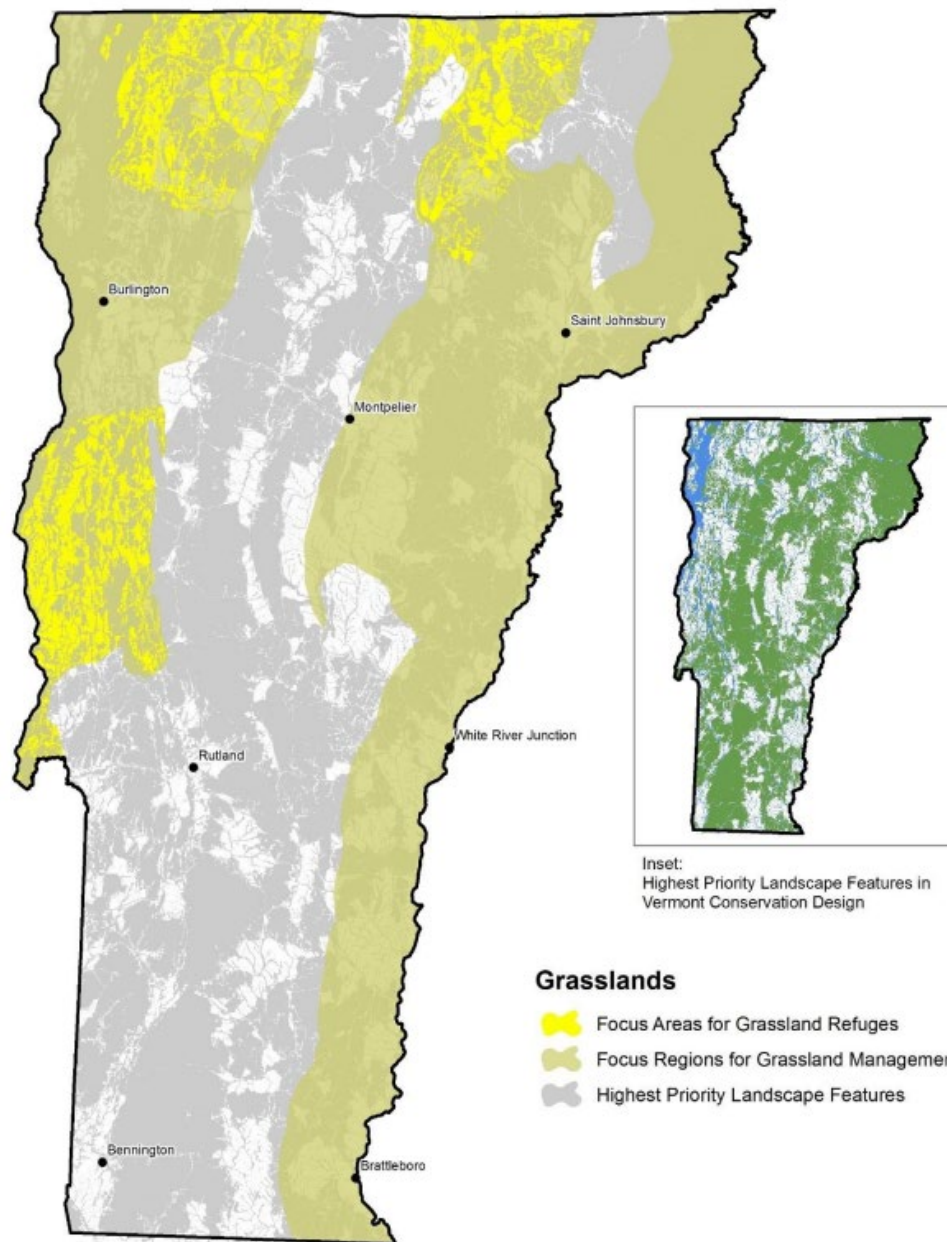 Burlington
Saint Johnsbury
Montpelier
White River Junction
Rutland
Inset:
Highest Priority Landscape Features in
Vermont Conservation Design
Grasslands
Focus Areas for Grassland Refuges
Focus Regions for Grassland Managemen
Highest Priority Landscape Features
Bennington
Brattleboro